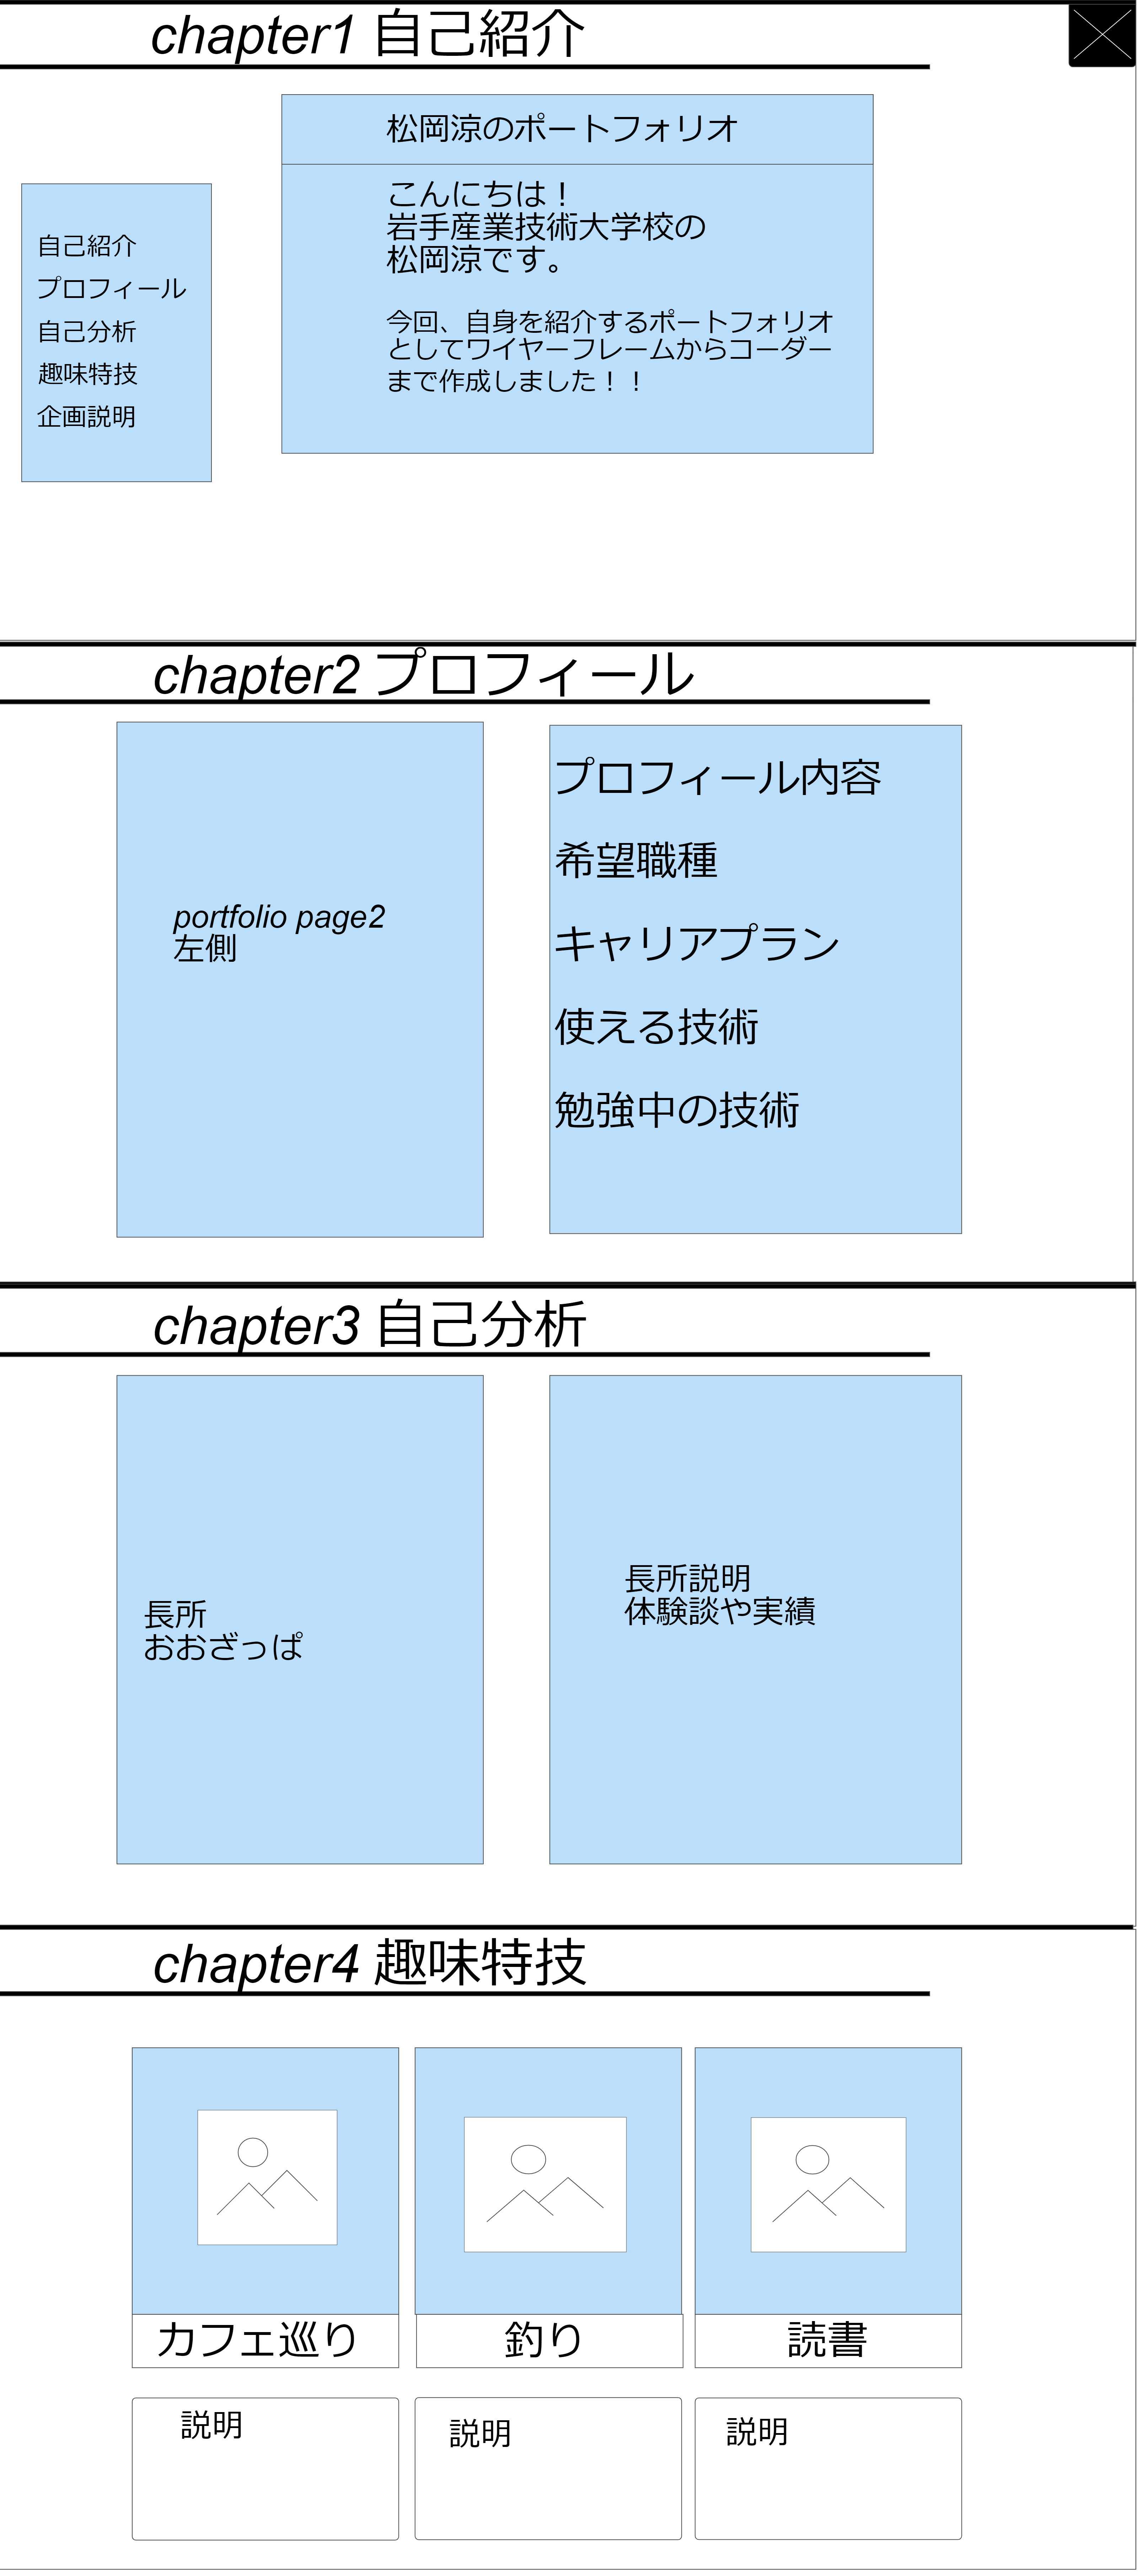 chapter1 自己紹介
自己紹介
プロフィール
自己分析
趣味特技
企画説明
松岡涼のポートフォリオ
こんにちは！
岩手産業技術大学校の
松岡涼です。
今回、自身を紹介するポートフォリオ
としてワイヤーフレームからコーダー
まで作成しました！！
chapter2 プロフィール
portfolio page2
左側
プロフィール内容
希望職種
キャリアプラン
使える技術
勉強中の技術
chapter3 自己分析
長所
おおざっぱ
長所説明
体験談や実績
chapter4 趣味特技
カフェ巡り
釣り
読書
説明
説明
説明